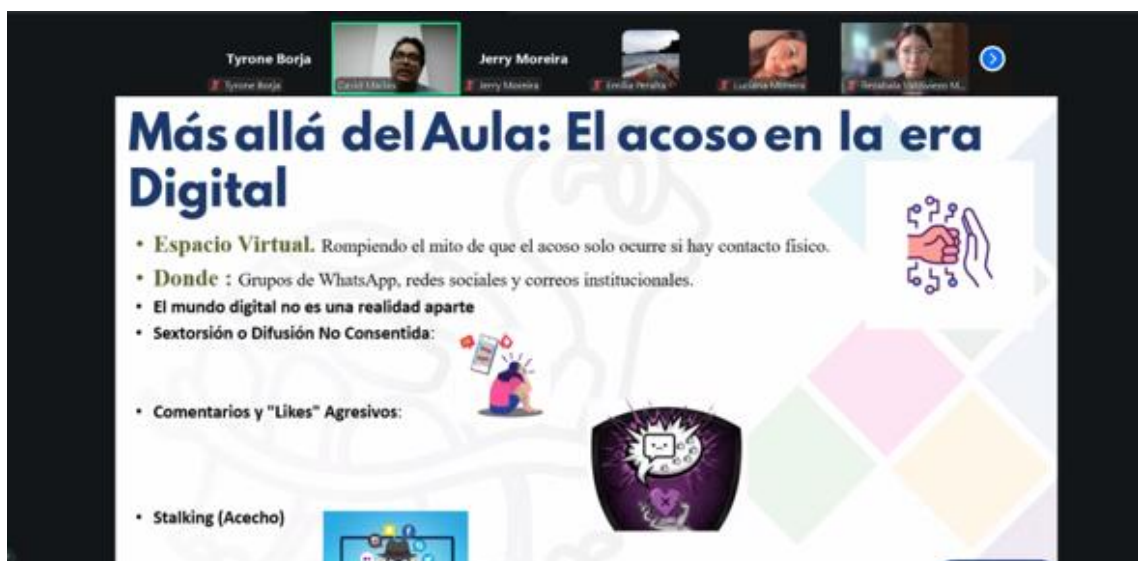 Tyrone Borja
Jerry Moreira
Tyrone Borja
David Macías
Jerry Moreira
Emilia Peralta
Luciana Moreira
Más allá del Aula: El acoso en la era
Digital
• Espacio Virtual. Rompiendo el mito de que el acoso solo ocurre si hay contacto físico.
• Donde : Grupos de WhatsApp, redes sociales y correos institucionales.
• El mundo digital no es una realidad aparte
• Sextorsión o Difusión No Consentida:
• Comentarios y "Likes" Agresivos:
• Stalking (Acecho)